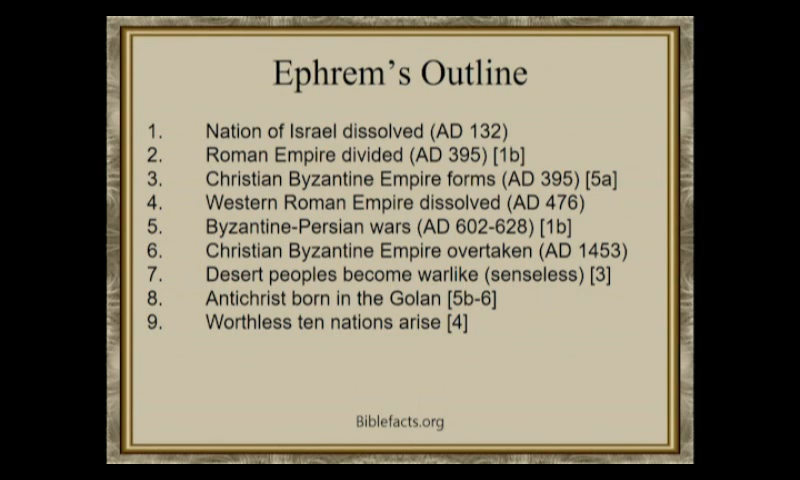 Ephrem's Outline
1. Nation of Israel dissolved (AD 132)
2. Roman Empire divided (AD 395) [1b]
3. Christian Byzantine Empire forms (AD 395) [5a]
4. Western Roman Empire dissolved (AD 476)
5. Byzantine-Persian wars (AD 602-628) [1b]
6. Christian Byzantine Empire overtaken (AD 1453)
7. Desert peoples become warlike (senseless) [3]
8. Antichrist born in the Golan [5b-6]
9. Worthless ten nations arise [4]
Biblefacts.org